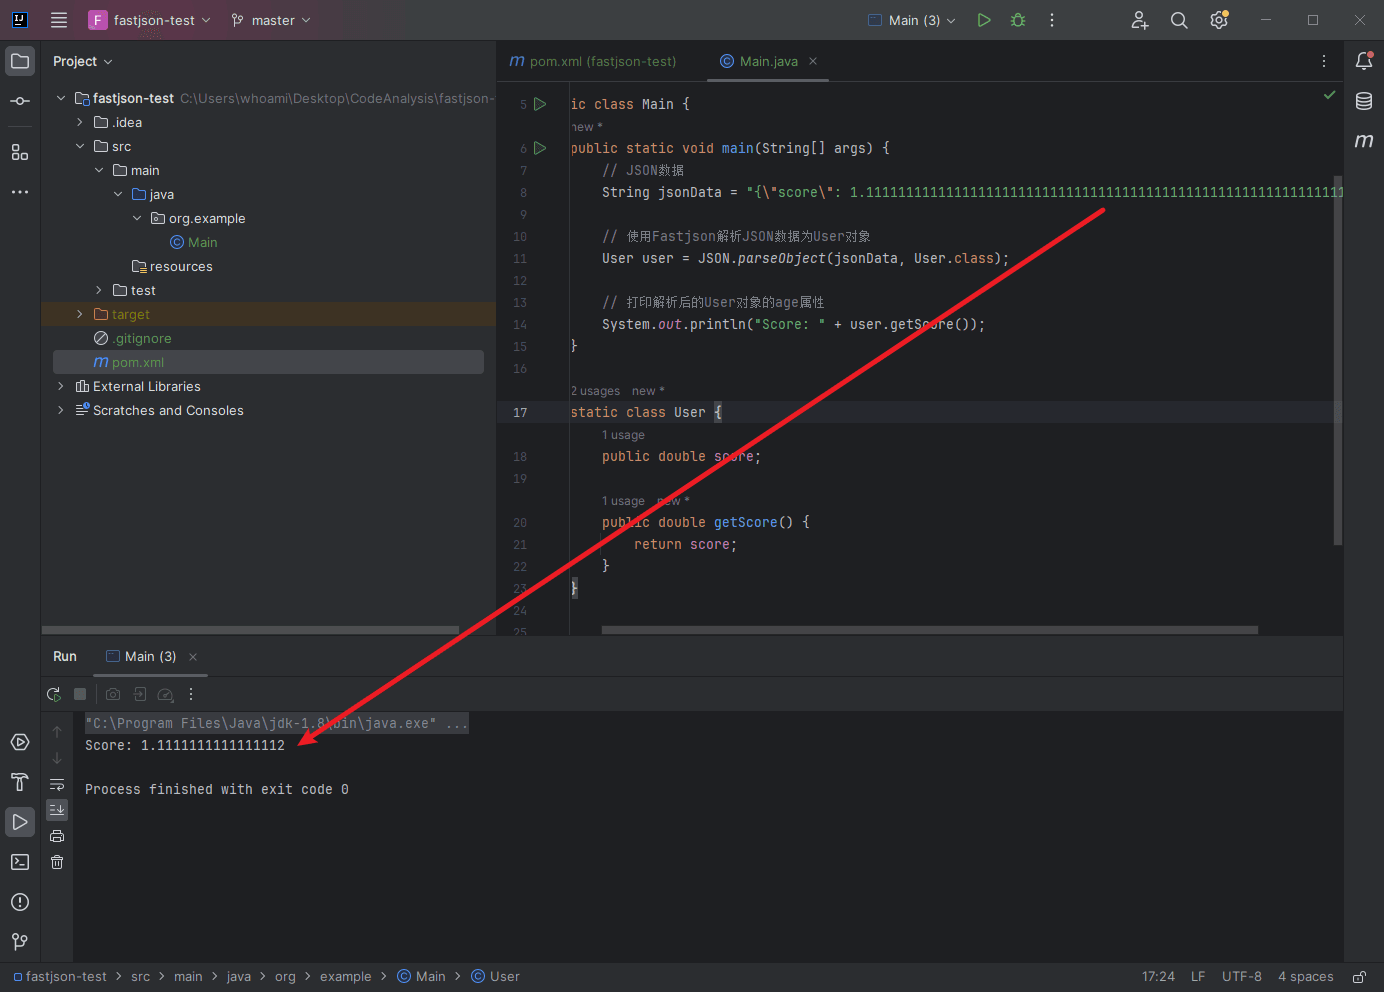 F fastjson-test master Main (3)
Project
pom.xml (fastjson-test) Main.java
fastjson-test C:\Users\whoami\Desktop\CodeAnalysis\fastjson-
.idea
src
main
java
org.example
Main
resources
test
target
.gitignore
pom.xml
External Libraries
Scratches and Consoles
5 ic class Main {
new *
6 public static void main(String[] args) {
7 // JSON数据
8 String jsonData = "{\"score\": 1.1111111111111111111111111111111111111111111111111111111111111
9
10 // 使用Fastjson解析JSON数据为User对象
11 User user = JSON.parseObject(jsonData, User.class);
12
13 // 打印解析后的User对象的age属性
14 System.out.println("Score: " + user.getScore());
15 }
16
2 usages new *
17 static class User {
1 usage
18 public double score;
19
1 usage new *
20 public double getScore() {
21 return score;
22 }
23 }
24
25
Run Main (3)
"C:\Program Files\Java\jdk-1.8\bin\java.exe" ...
Score: 1.1111111111111112
Process finished with exit code 0
fastjson-test > src > main > java > org > example > Main > User 17:24 LF UTF-8 4 spaces